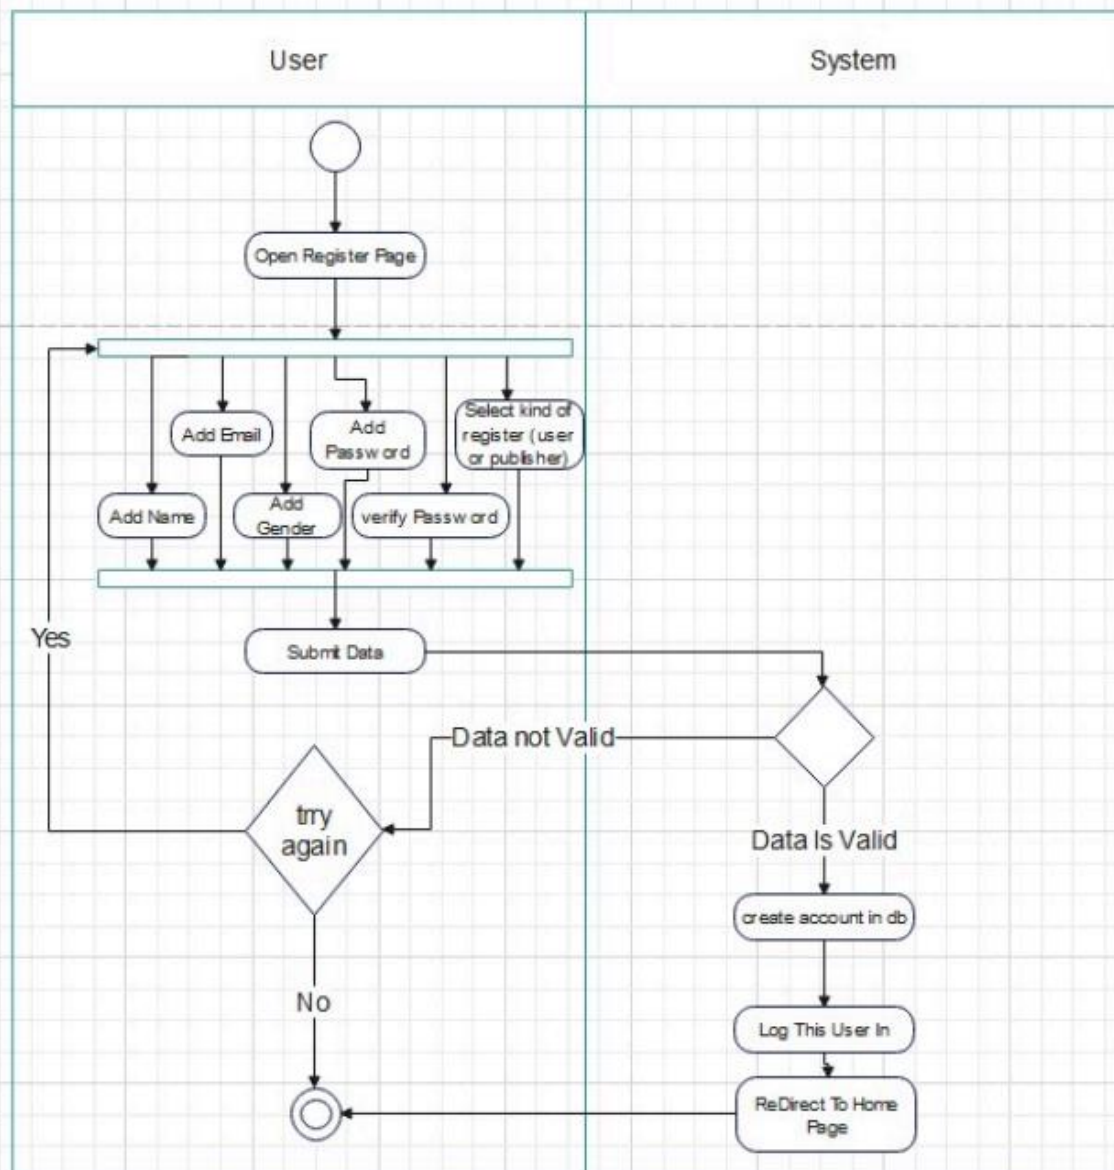 User
System
Open Register Page
Add Email
Add
Password
Select kind of
register (user
or publisher)
Add Name
Add
Gender
verify Password
Yes
Submit Data
Data not Valid
trry
again
Data Is Valid
create account in db
No
Log This User In
ReDirect To Home
Page